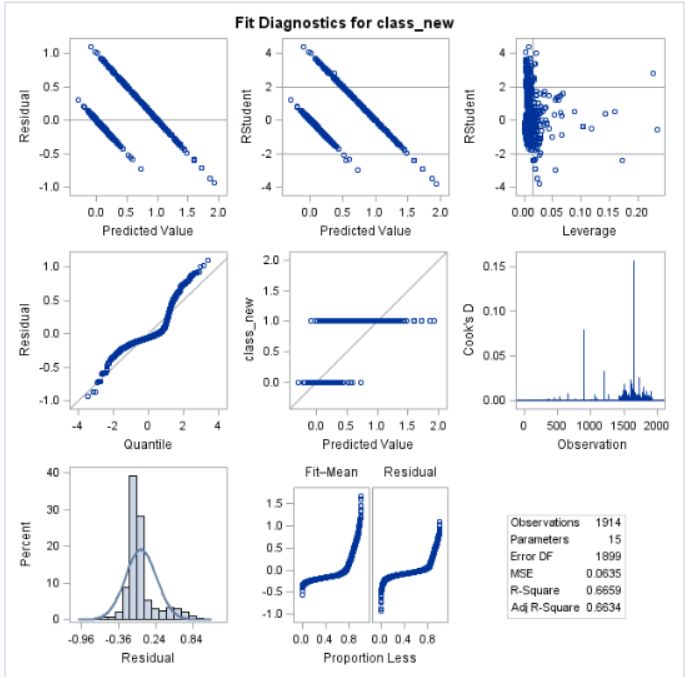 Fit Diagnostics for class_new
1.0
0.5
0.0
-0.5
-1.0
Residual
0.0 0.5 1.0 1.5 2.0
Predicted Value
4
2
0
-2
-4
RStudent
0.0 0.5 1.0 1.5 2.0
Predicted Value
4
2
0
-2
-4
RStudent
0.00 0.05 0.10 0.20
Leverage
1.0
0.5
0.0
-0.5
-1.0
Residual
-4 -2 0 2 4
Quantile
2.0
1.5
1.0
0.5
0.0
class_new
0.0 0.5 1.0 1.5 2.0
Predicted Value
0.15
0.10
0.05
0.00
Cook's D
0 500 1000 1500 2000
Observation
40
30
20
10
0
Percent
-0.96 -0.36 0.24 0.84
Residual
Fit–Mean Residual
1.5
1.0
0.5
0.0
-0.5
-1.0
0.0 0.4 0.8 0.0 0.4 0.8
Proportion Less
Observations 1914
Parameters 15
Error DF 1899
MSE 0.0635
R-Square 0.6659
Adj R-Square 0.6634